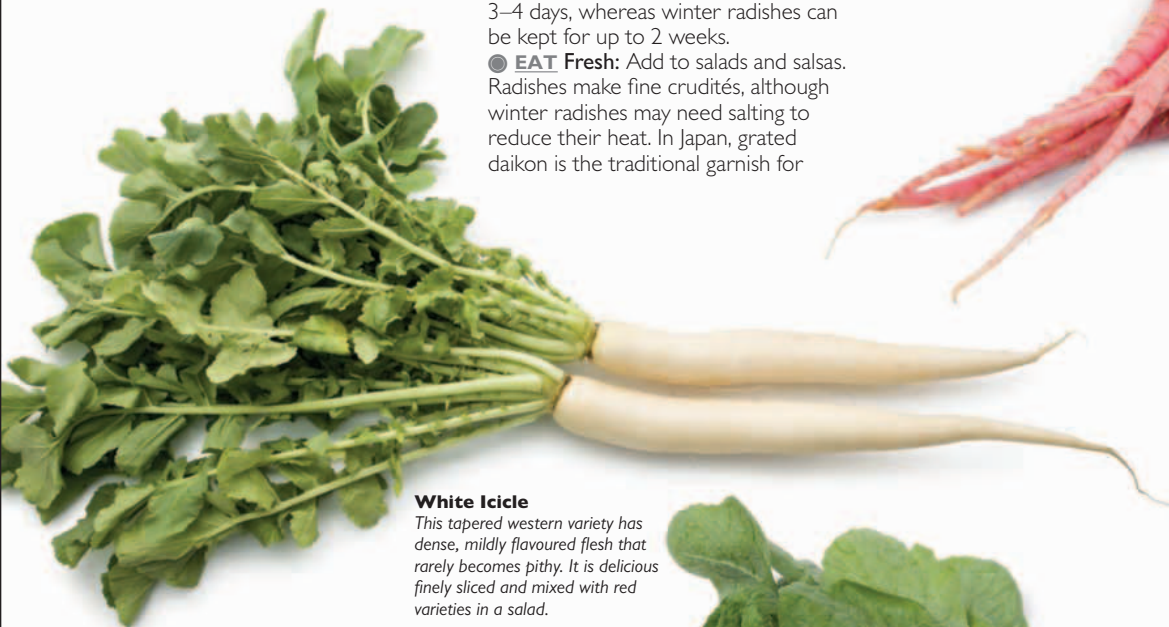 3–4 days, whereas winter radishes can
be kept for up to 2 weeks.
◉ EAT Fresh: Add to salads and salsas.
Radishes make fine crudités, although
winter radishes may need salting to
reduce their heat. In Japan, grated
daikon is the traditional garnish for
White Icicle
This tapered western variety has
dense, mildly flavoured flesh that
rarely becomes pithy. It is delicious
finely sliced and mixed with red
varieties in a salad.